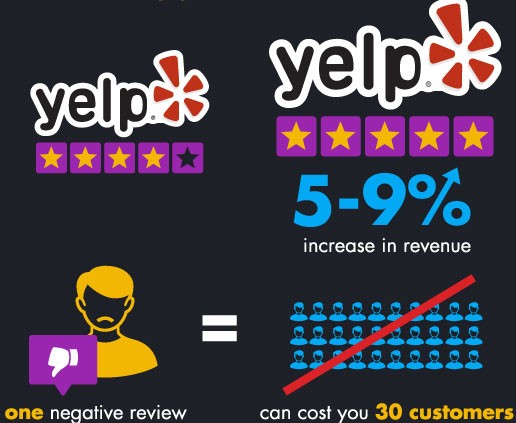 yelp
yelp®
5-9%
increase in revenue
=
one negative review
can cost you 30 customers